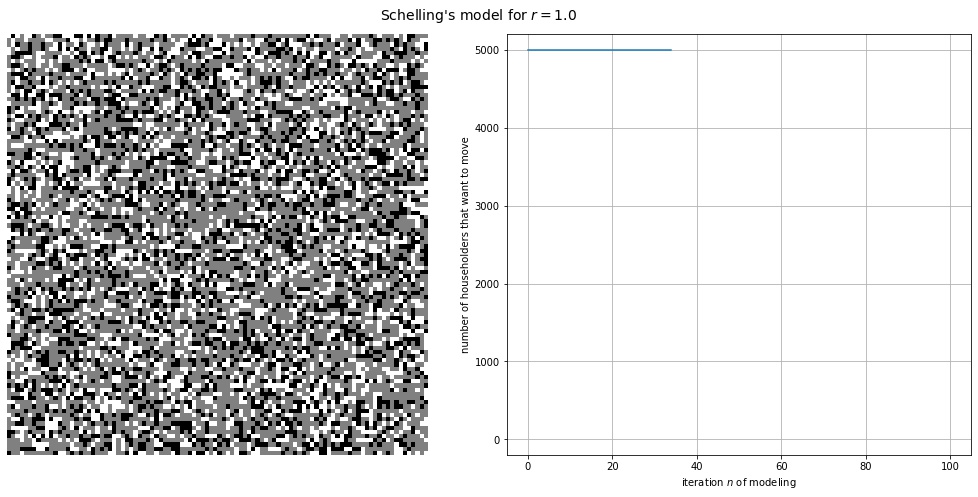 Schelling's model for r = 1.0
number of householders that want to move
5000
4000
3000
2000
1000
0
0 20 40 60 80 100
iteration n of modeling